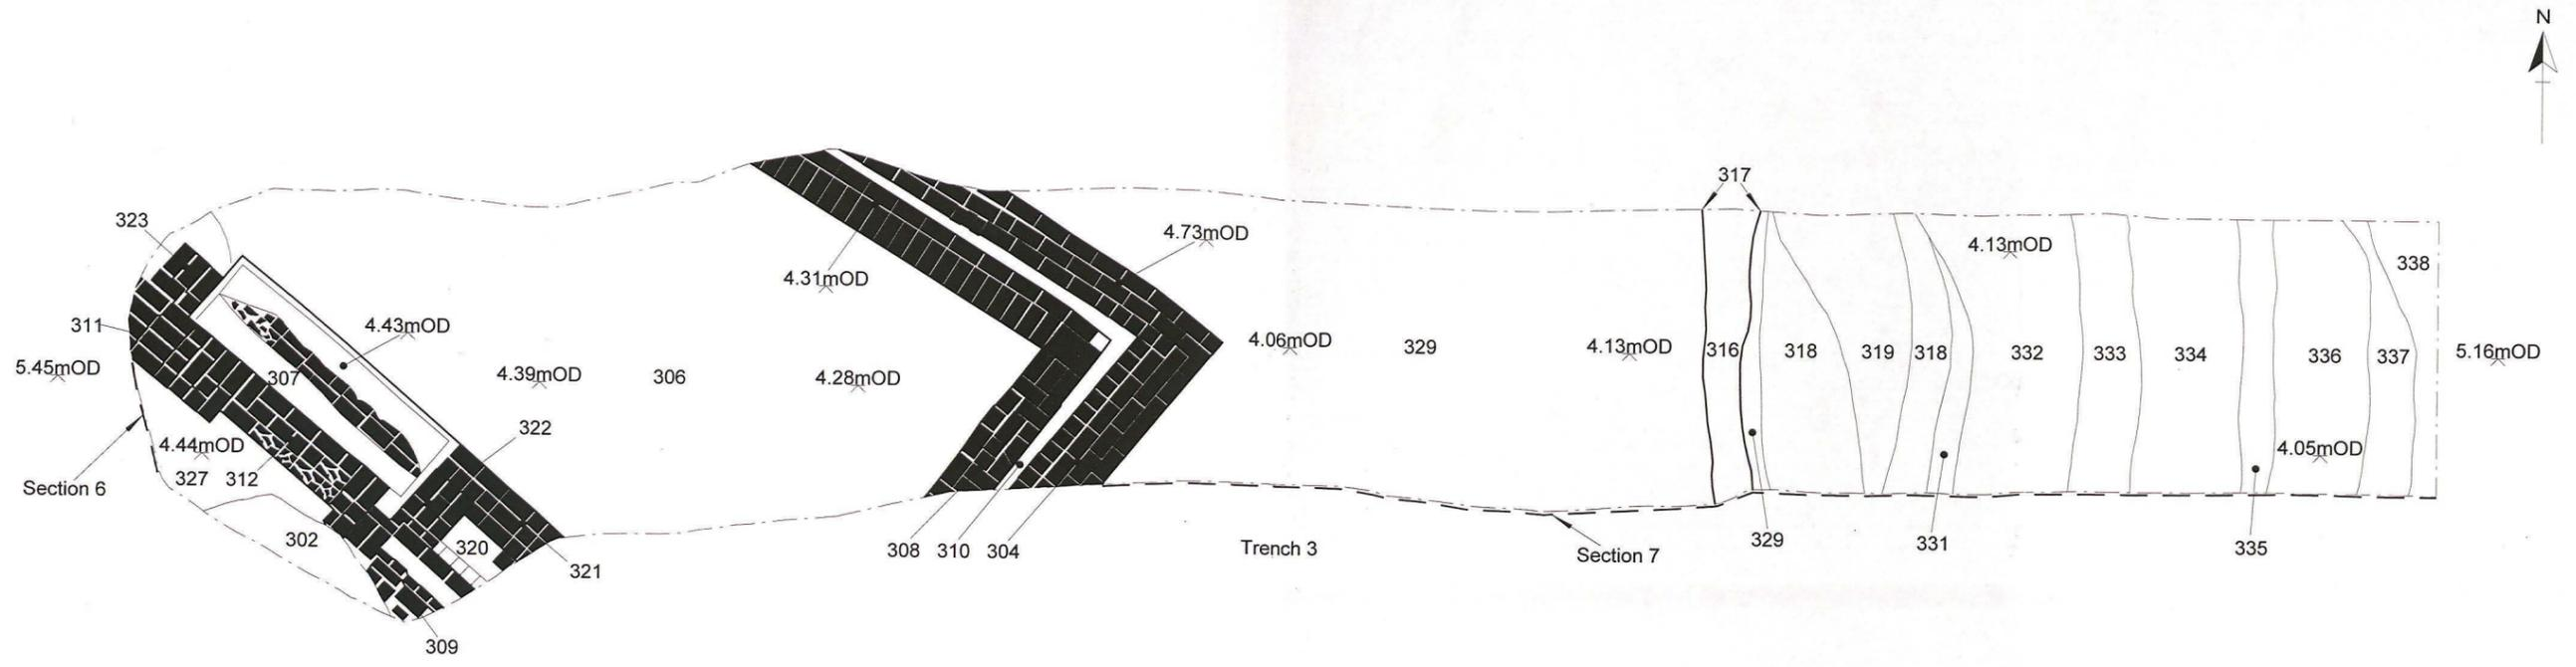 N
317
323
4.73mOD
4.13mOD
338
4.31mOD
311
4.43mOD
4.06mOD
329
4.13mOD
316
318
319
318
332
333
334
336
337
5.16mOD
5.45mOD
307
4.39mOD
306
4.28mOD
322
4.44mOD
4.05mOD
327
312
Section 6
302
320
308
310
304
Trench 3
Section 7
329
331
335
321
309